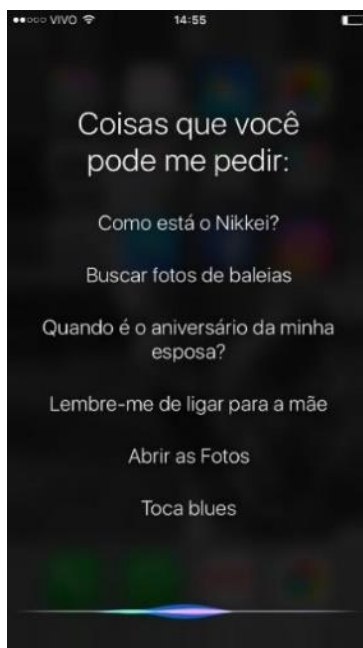 VIVO 14:55
Coisas que você
pode me pedir:
Como está o Nikkei?
Buscar fotos de baleias
Quando é o aniversário da minha
esposa?
Lembre-me de ligar para a mãe
Abrir as Fotos
Toca blues